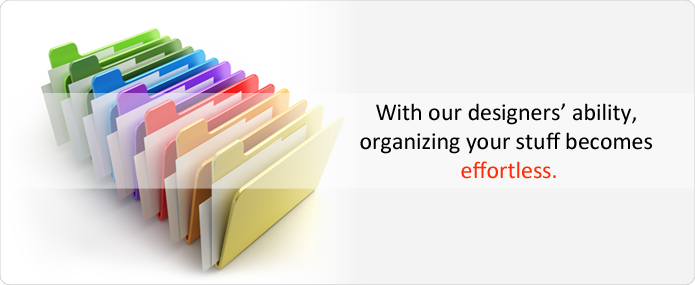 With our designers’ ability,
organizing your stuff becomes
effortless.